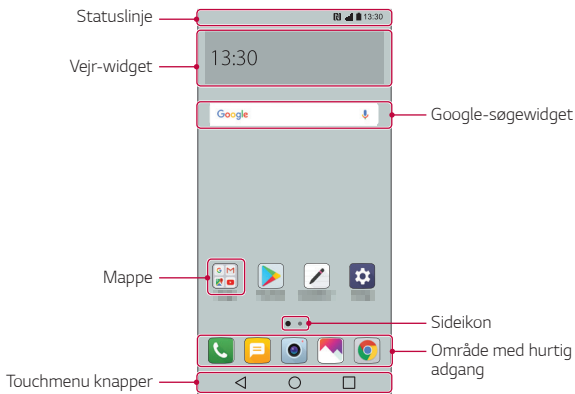 Statuslinje
13:30
13:30
Vejr-widget
Google
Google-søgewidget
G M
Mappe
Sideikon
Område med hurtig
adgang
Touchmenu knapper